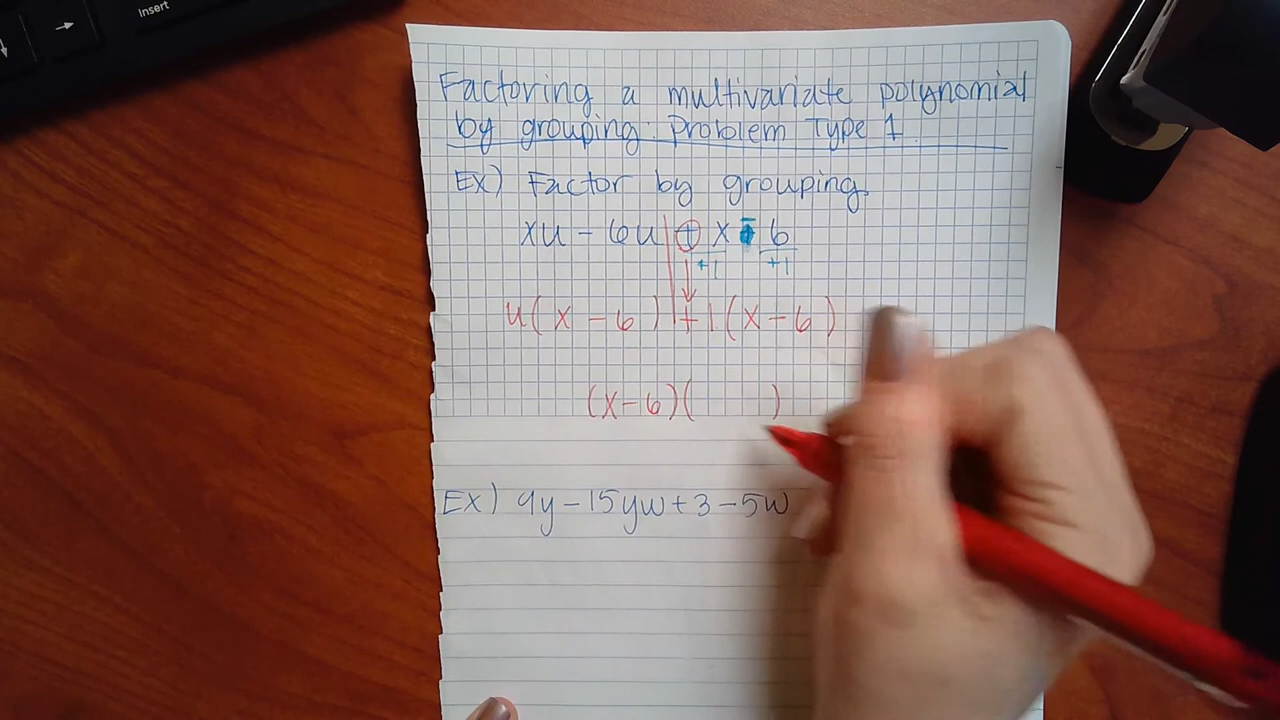 Insert
Factoring a multivariate polynomial
by grouping: Problem Type 1
EX) Factor by grouping.
xu - 6u + x - 6
+1 +1
u(x - 6) + 1(x - 6)
(x - 6)( )
EX) 9y - 15yw + 3 - 5w